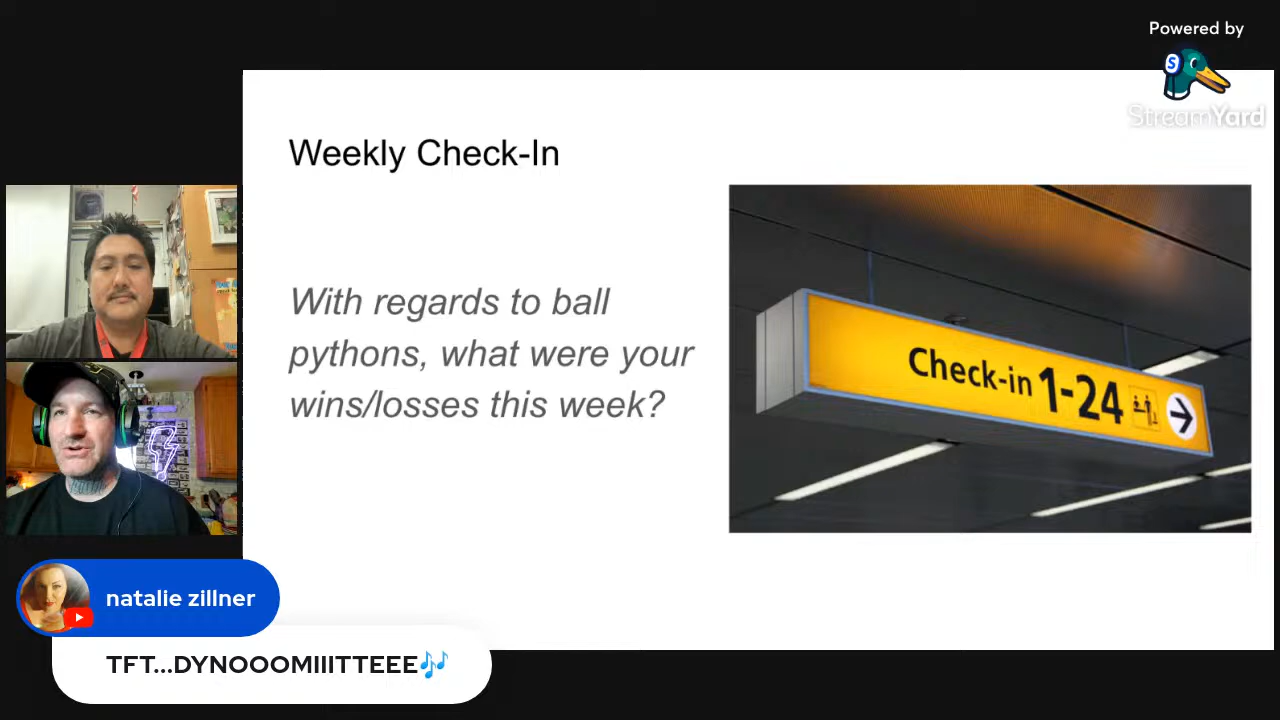 Powered by
StreamYard
Weekly Check-In
With regards to ball
pythons, what were your
wins/losses this week?
Check-in 1-24
natalie zillner
TFT...DYNOOOMIIITTEEE🎶